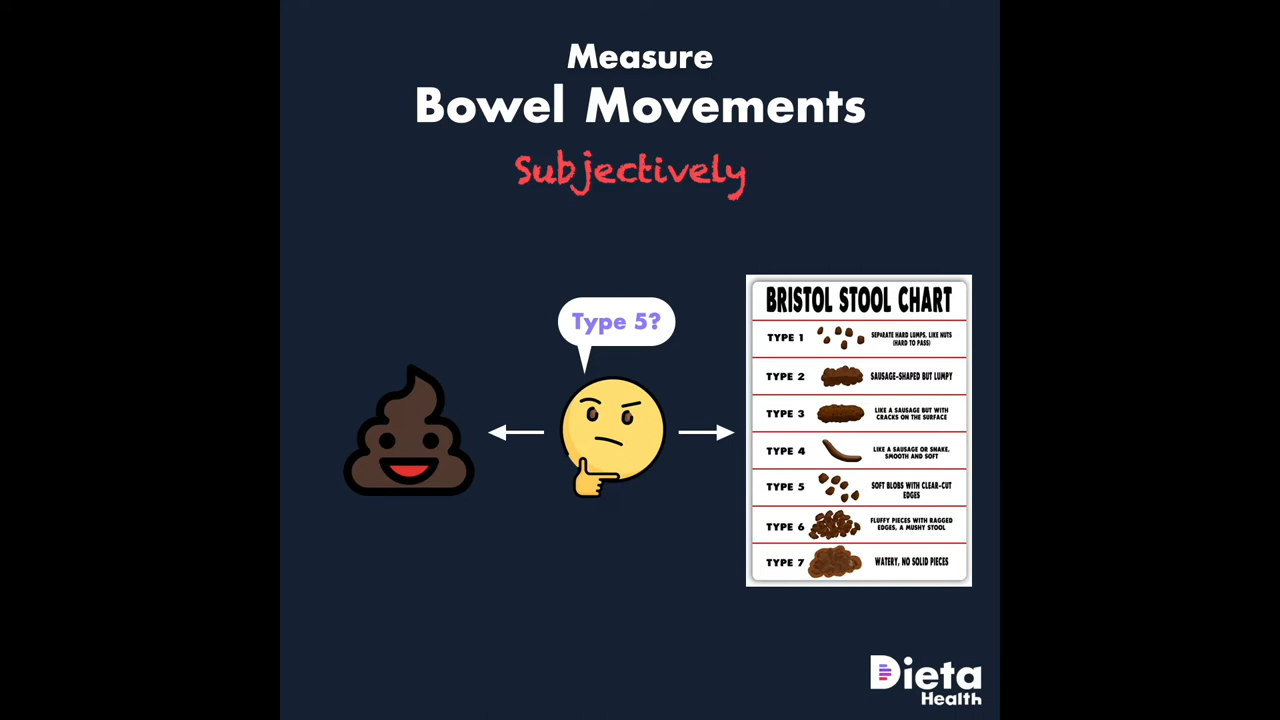 Measure
Bowel Movements
Subjectively
Type 5?
BRISTOL STOOL CHART
TYPE 1
SEPARATE HARD LUMPS, LIKE NUTS
(HARD TO PASS)
TYPE 2
SAUSAGE-SHAPED BUT LUMPY
TYPE 3
LIKE A SAUSAGE BUT WITH
CRACKS ON THE SURFACE
TYPE 4
LIKE A SAUSAGE OR SNAKE,
SMOOTH AND SOFT
TYPE 5
SOFT BLOBS WITH CLEAR-CUT
EDGES
TYPE 6
FLUFFY PIECES WITH RAGGED
EDGES, A MUSHY STOOL
TYPE 7
WATERY, NO SOLID PIECES
Dieta
Health